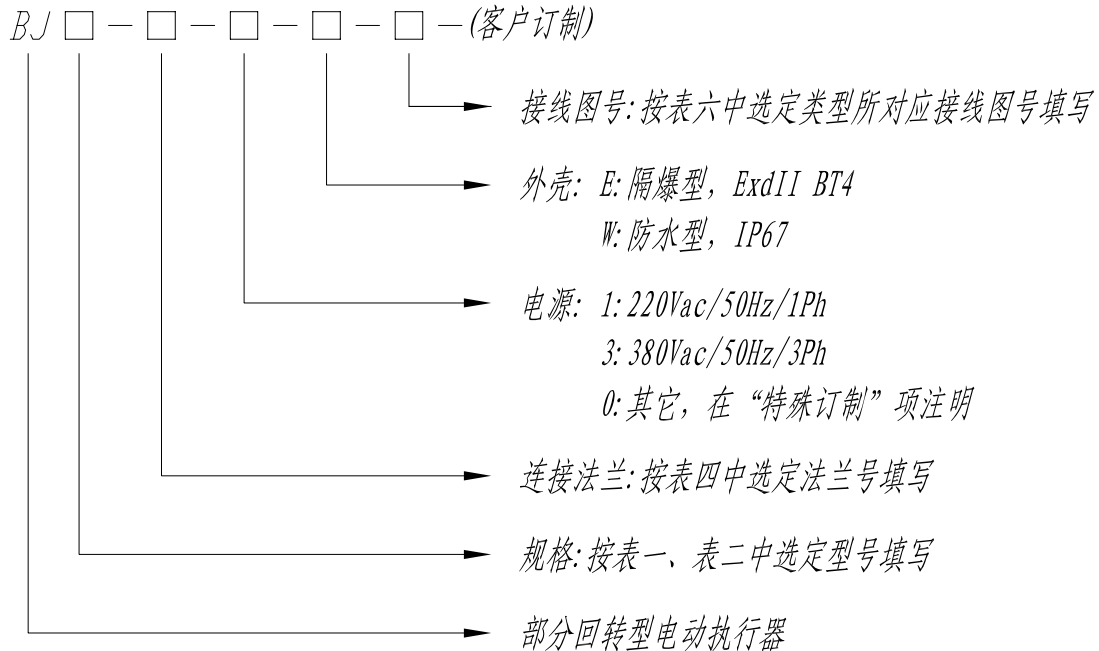 BJ□-□-□-□-□-(客户订制)
接线图号:按表六中选定类型所对应接线图号填写
外壳: E:隔爆型, ExdII BT4
W:防水型, IP67
电源: 1:220Vac/50Hz/1Ph
3:380Vac/50Hz/3Ph
0:其它, 在“特殊订制”项注明
连接法兰:按表四中选定法兰号填写
规格:按表一、表二中选定型号填写
部分回转型电动执行器